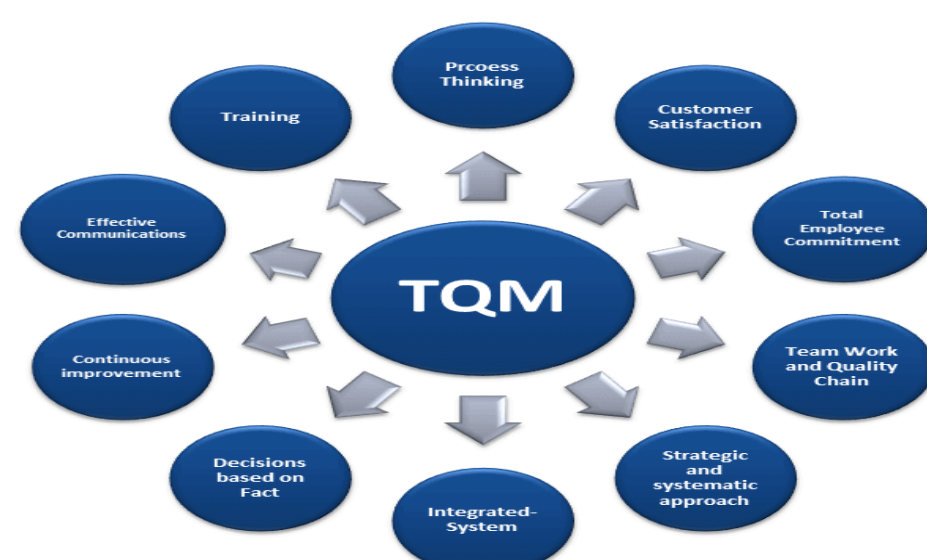 Prcoess
Thinking
Customer
Satisfaction
Total
Employee
Commitment
Team Work
and Quality
Chain
Strategic
and
systematic
approach
Integrated-
System
Decisions
based on
Fact
Continuous
improvement
Effective
Communications
Training
TQM